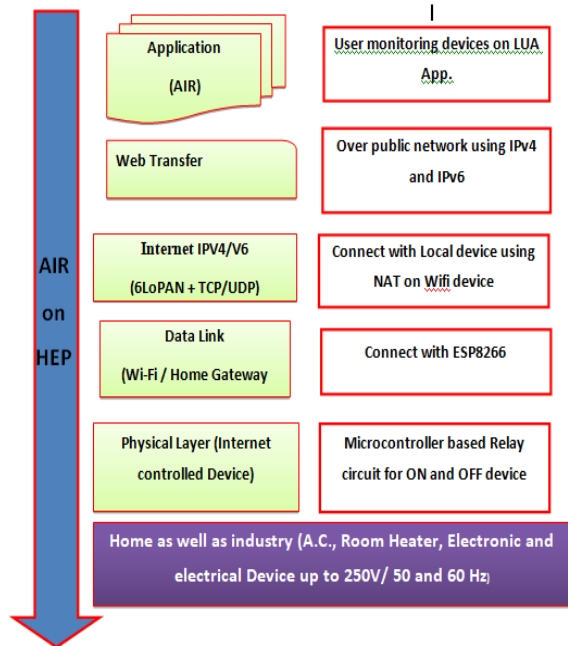 Application
(AIR)
User monitoring devices on LUA
App.
Web Transfer
Over public network using IPv4
and IPv6
AIR
on
HEP
Internet IPV4/V6
(6LoPAN + TCP/UDP)
Connect with Local device using
NAT on Wifi device
Data Link
(Wi-Fi / Home Gateway
Connect with ESP8266
Physical Layer (Internet
controlled Device)
Microcontroller based Relay
circuit for ON and OFF device
Home as well as industry (A.C., Room Heater, Electronic and
electrical Device up to 250V/ 50 and 60 Hz)